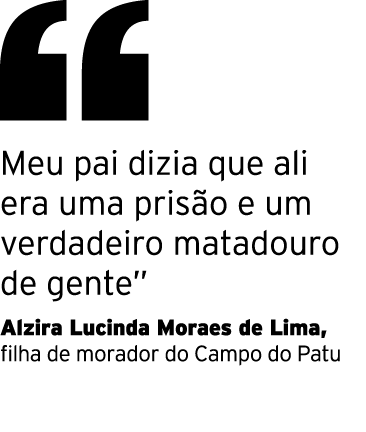 “
Meu pai dizia que ali
era uma prisão e um
verdadeiro matadouro
de gente”
Alzira Lucinda Moraes de Lima,
filha de morador do Campo do Patu